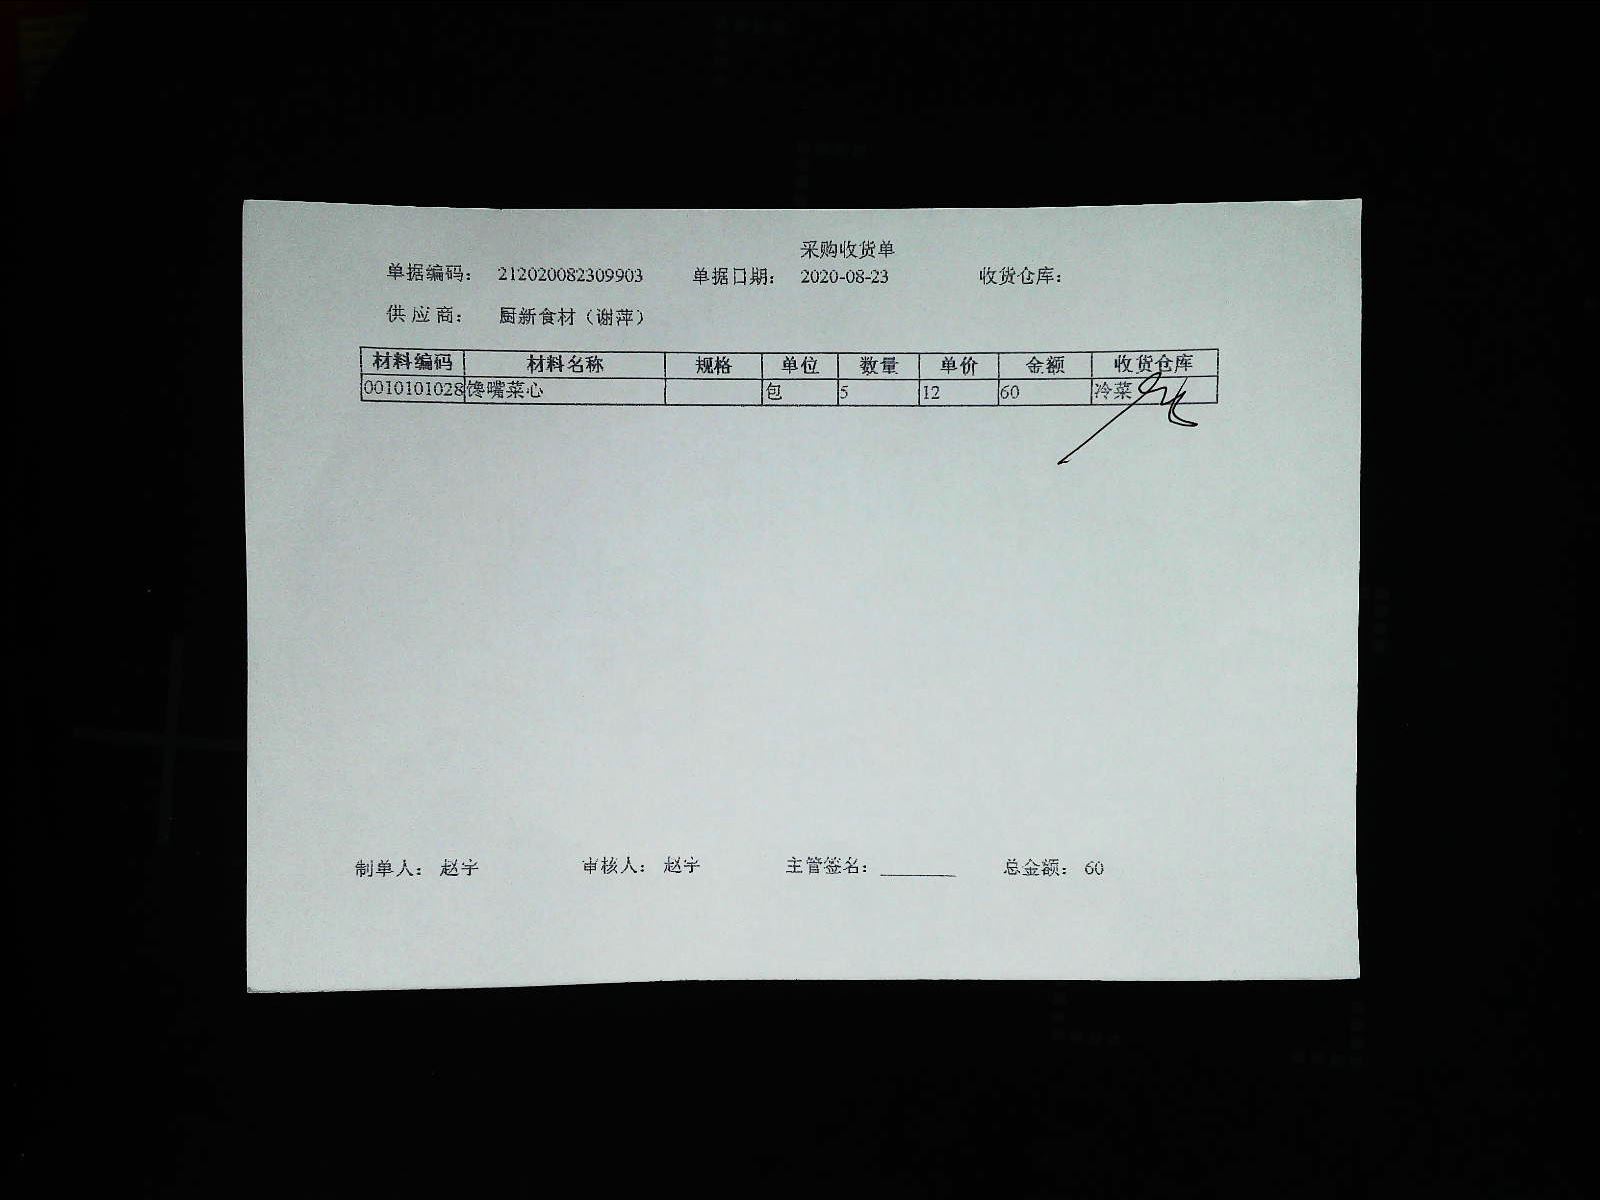 采购收货单
单据编码： 212020082309903 单据日期： 2020-08-23 收货仓库：
供应商： 厨新食材（谢萍）
材料编码 材料名称 规格 单位 数量 单价 金额 收货仓库
0010101028 馋嘴菜心 包 5 12 60 冷菜
制单人： 赵宇 审核人： 赵宇 主管签名：________ 总金额： 60